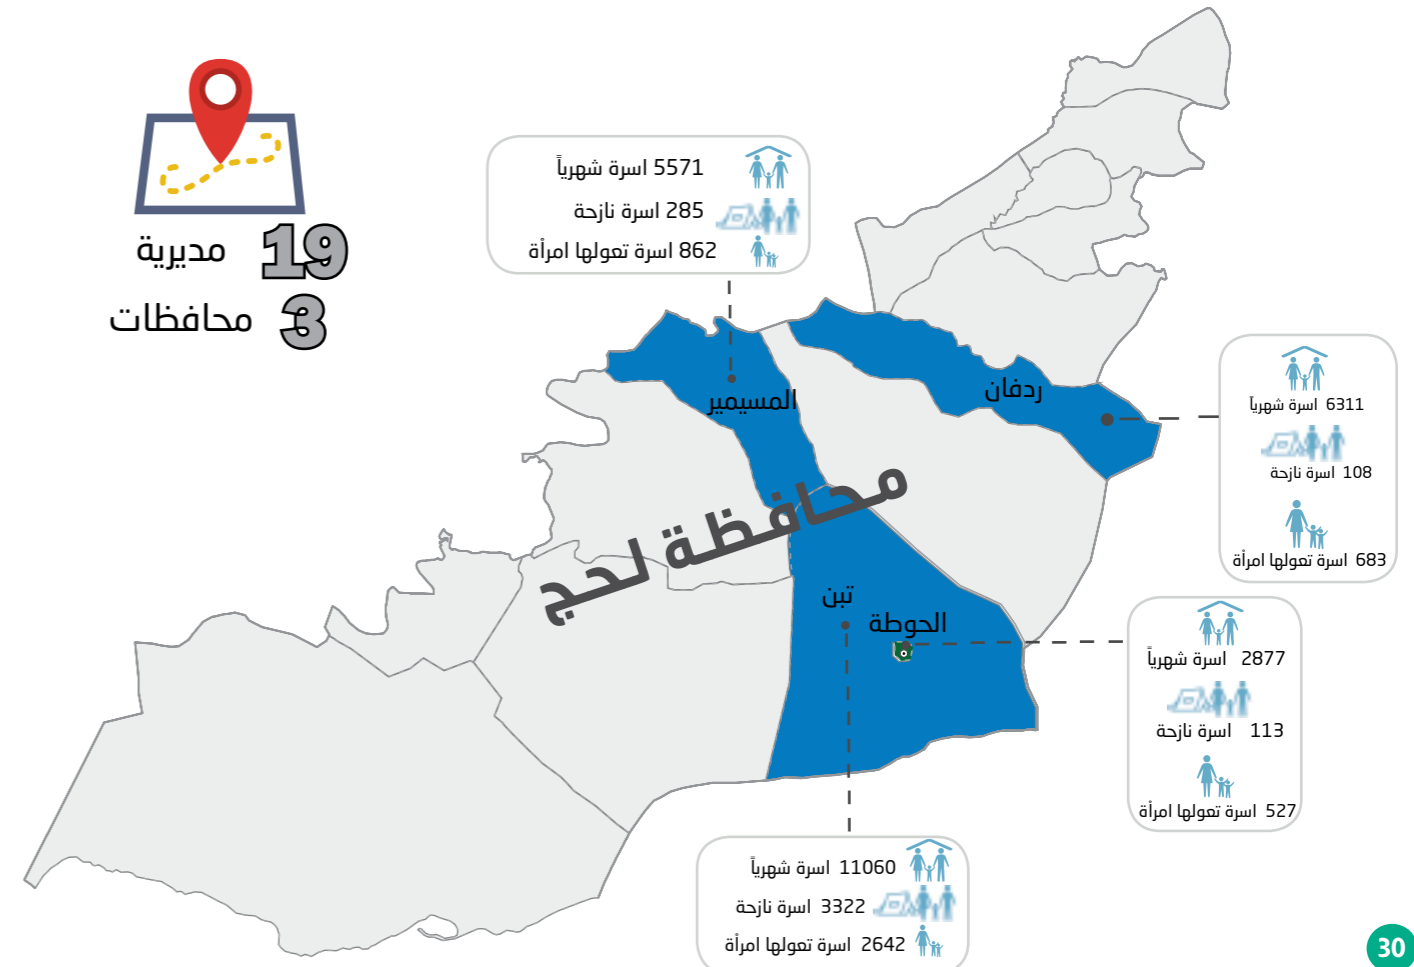 19 مديرية
3 محافظات
5571 اسرة شهرياً
285 اسرة نازحة
862 اسرة تعولها امرأة
المسيمير
ردفان
6311 اسرة شهرياً
108 اسرة نازحة
683 اسرة تعولها امرأة
محافظة لحج
تبن
الحوطة
2877 اسرة شهرياً
113 اسرة نازحة
527 اسرة تعولها امرأة
11060 اسرة شهرياً
3322 اسرة نازحة
2642 اسرة تعولها امرأة
30